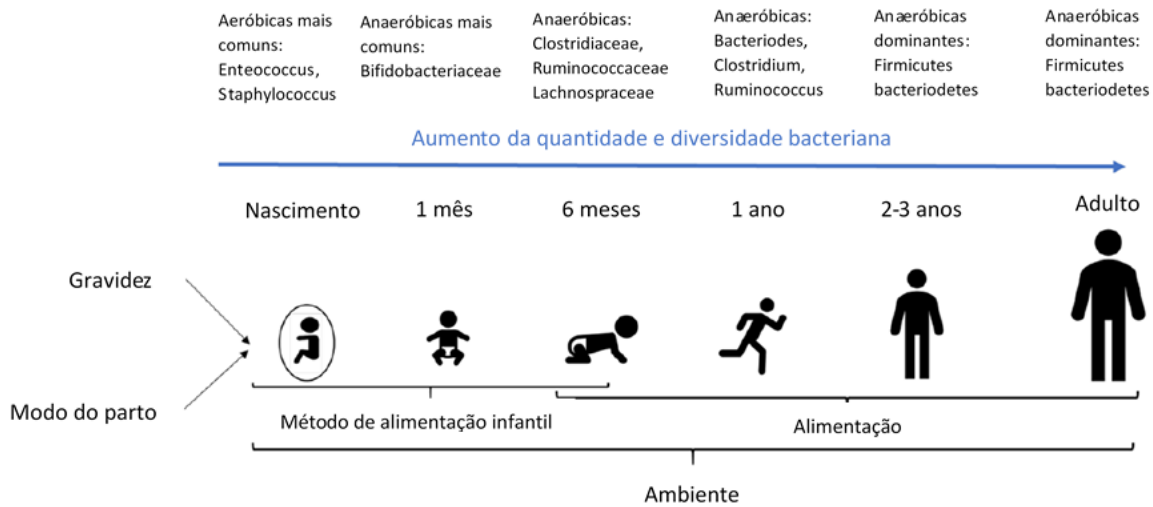 Aeróbicas mais
comuns:
Enteococcus,
Staphylococcus
Anaeróbicas mais
comuns:
Bifidobacteriaceae
Anaeróbicas:
Clostridiaceae,
Ruminococcaceae
Lachnospraceae
Anaeróbicas:
Bacteriodes,
Clostridium,
Ruminococcus
Anaeróbicas
dominantes:
Firmicutes
bacteriodetes
Anaeróbicas
dominantes:
Firmicutes
bacteriodetes
Aumento da quantidade e diversidade bacteriana
Nascimento
1 mês
6 meses
1 ano
2-3 anos
Adulto
Gravidez
Modo do parto
Método de alimentação infantil
Alimentação
Ambiente